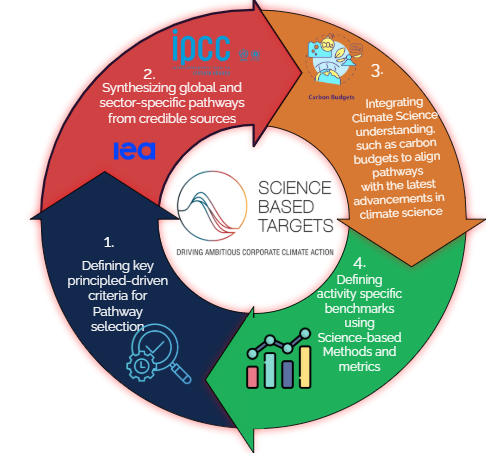 1.
Defining key
principled-driven
criteria for
Pathway
selection
ipcc
2.
Synthesizing global and
sector-specific pathways
from credible sources
iea
Carbon Budgets
3.
Integrating
Climate Science
understanding,
such as carbon
budgets to align
pathways
with the latest
advancements in
climate science
4.
Defining
activity specific
benchmarks
using
Science-based
Methods and
metrics
SCIENCE
BASED
TARGETS
DRIVING AMBITIOUS CORPORATE CLIMATE ACTION